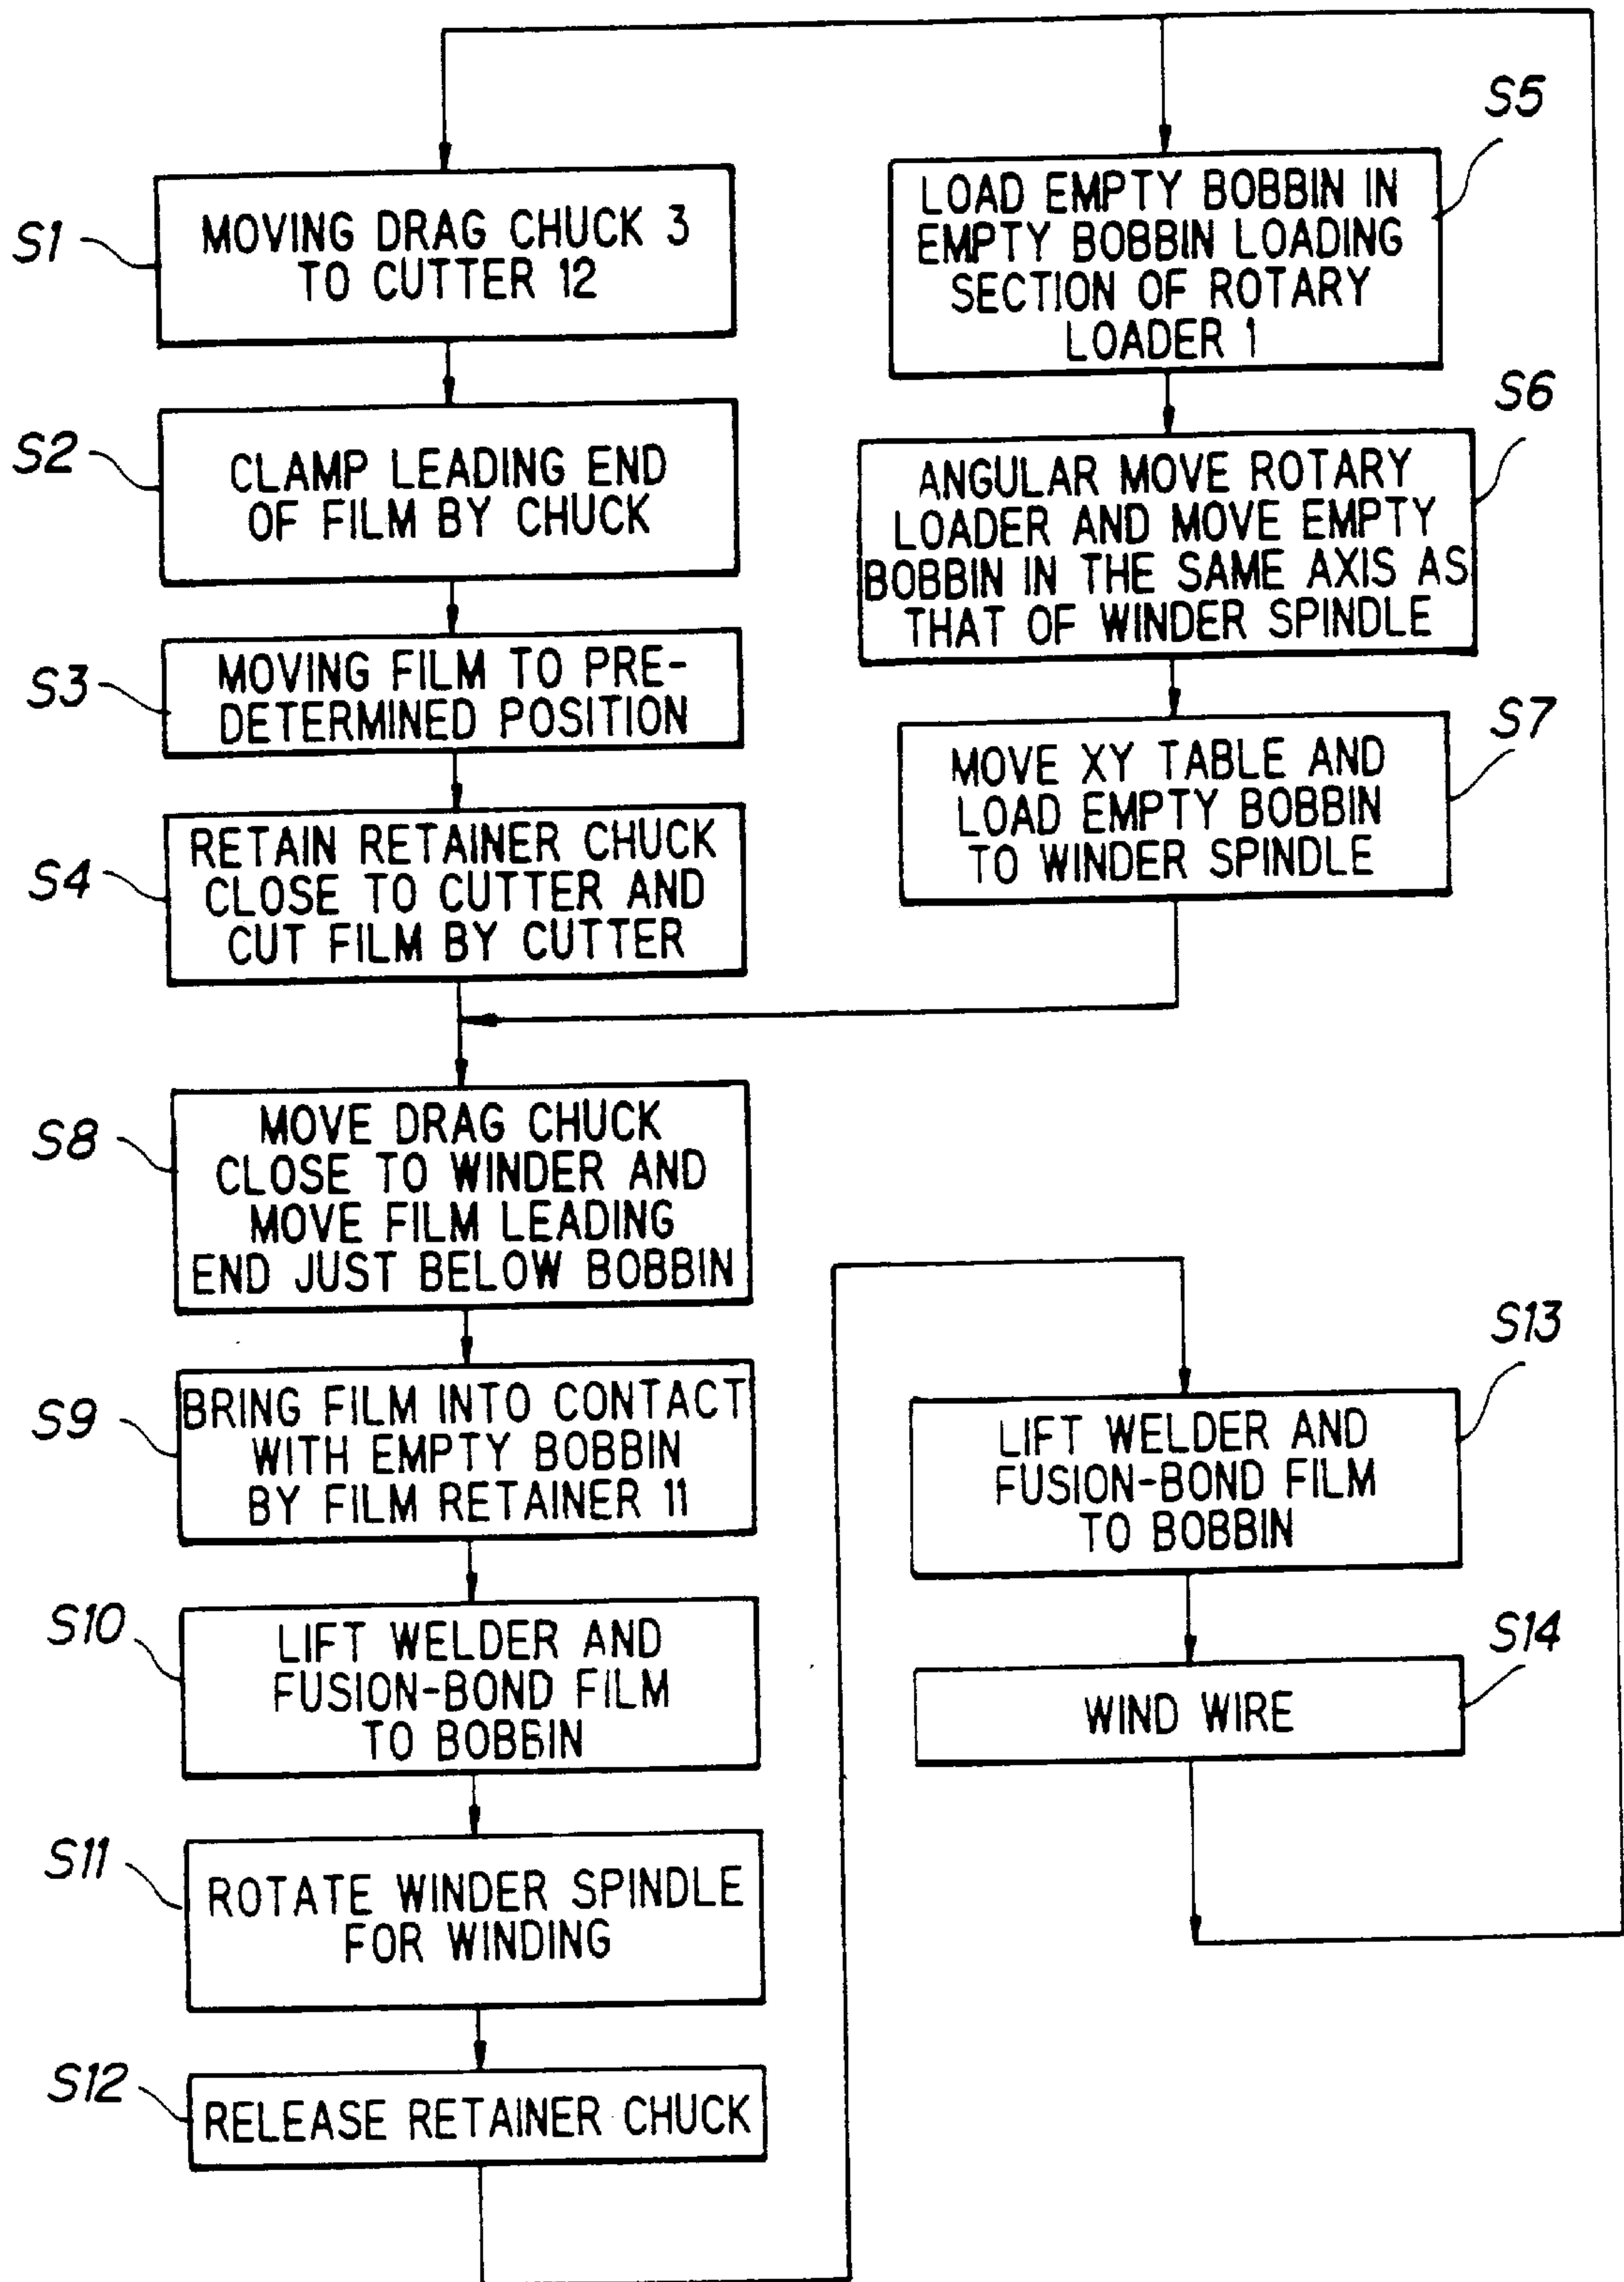 S1
MOVING DRAG CHUCK 3
TO CUTTER 12
S2
CLAMP LEADING END
OF FILM BY CHUCK
S3
MOVING FILM TO PRE-
DETERMINED POSITION
S4
RETAIN RETAINER CHUCK
CLOSE TO CUTTER AND
CUT FILM BY CUTTER
S5
LOAD EMPTY BOBBIN IN
EMPTY BOBBIN LOADING
SECTION OF ROTARY
LOADER 1
S6
ANGULAR MOVE ROTARY
LOADER AND MOVE EMPTY
BOBBIN IN THE SAME AXIS AS
THAT OF WINDER SPINDLE
S7
MOVE XY TABLE AND
LOAD EMPTY BOBBIN
TO WINDER SPINDLE
S8
MOVE DRAG CHUCK
CLOSE TO WINDER AND
MOVE FILM LEADING
END JUST BELOW BOBBIN
S9
BRING FILM INTO CONTACT
WITH EMPTY BOBBIN
BY FILM RETAINER 11
S10
LIFT WELDER AND
FUSION-BOND FILM
TO BOBBIN
S11
ROTATE WINDER SPINDLE
FOR WINDING
S12
RELEASE RETAINER CHUCK
S13
LIFT WELDER AND
FUSION-BOND FILM
TO BOBBIN
S14
WIND WIRE